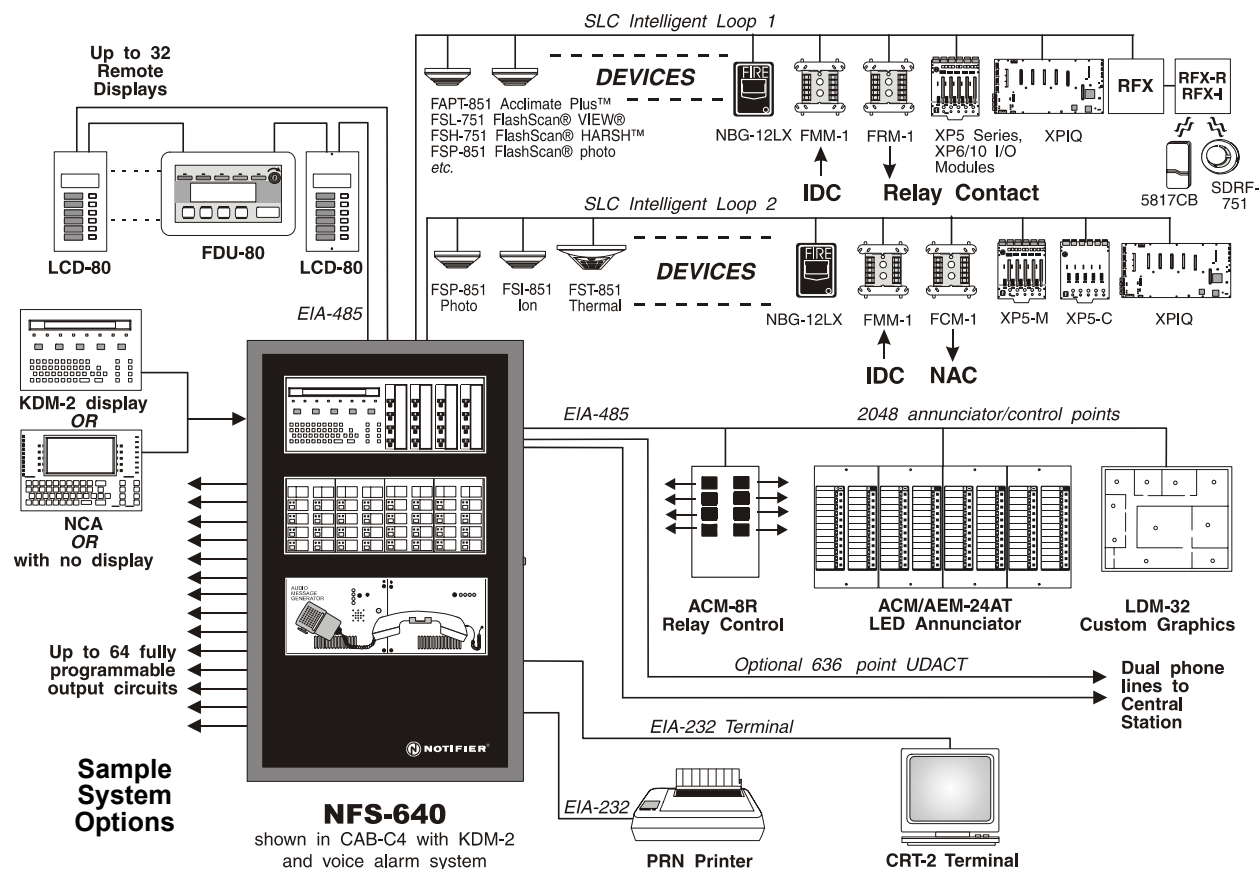 SLC Intelligent Loop 1
Up to 32
Remote
Displays
DEVICES
FIRE
RFX
RFX-R
RFX-I
FAPT-851 Acclimate Plus™
FSL-751 FlashScan® VIEW®
FSH-751 FlashScan® HARSH™
FSP-851 FlashScan® photo
etc.
NBG-12LX
FMM-1
FRM-1
XP5 Series,
XP6/10 I/O
Modules
XPIQ
IDC
Relay Contact
5817CB
SDRF-
751
SLC Intelligent Loop 2
LCD-80
FDU-80
LCD-80
DEVICES
FIRE
FSP-851
Photo
FSI-851
Ion
FST-851
Thermal
NBG-12LX
FMM-1
FCM-1
XP5-M
XP5-C
XPIQ
EIA-485
IDC
NAC
KDM-2 display
OR
NCA
OR
with no display
EIA-485
2048 annunciator/control points
AUDIO
MESSAGE
GENERATOR
ACM-8R
Relay Control
ACM/AEM-24AT
LED Annunciator
LDM-32
Custom Graphics
Up to 64 fully
programmable
output circuits
Optional 636 point UDACT
Dual phone
lines to
Central
Station
EIA-232 Terminal
NOTIFIER®
Sample
System
Options
NFS-640
shown in CAB-C4 with KDM-2
and voice alarm system
EIA-232
PRN Printer
CRT-2 Terminal